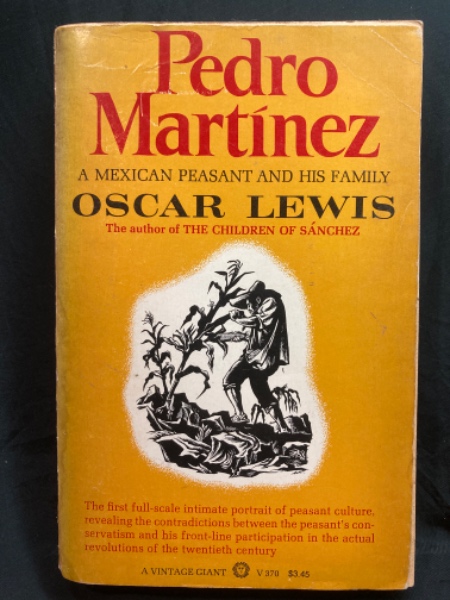 Pedro
Martínez
A MEXICAN PEASANT AND HIS FAMILY
OSCAR LEWIS
The author of THE CHILDREN OF SÁNCHEZ
The first full-scale intimate portrait of peasant culture,
revealing the contradictions between the peasant's con-
servatism and his front-line participation in the actual
revolutions of the twentieth century
A VINTAGE GIANT V 370 $3.45